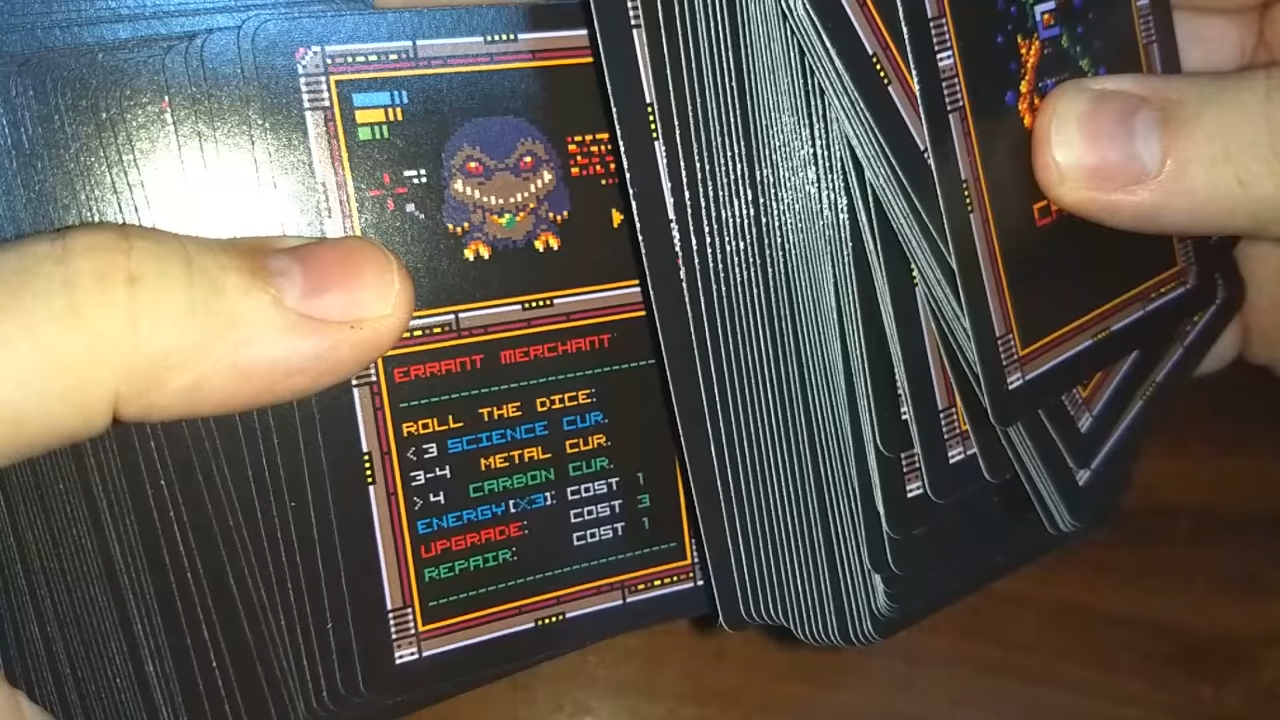 ERRANT MERCHANT
ROLL THE DICE:
<3 SCIENCE CUR.
3-4 METAL CUR.
>4 CARBON CUR.
ENERGY[X3]: COST 1
UPGRADE: COST 3
REPAIR: COST 1